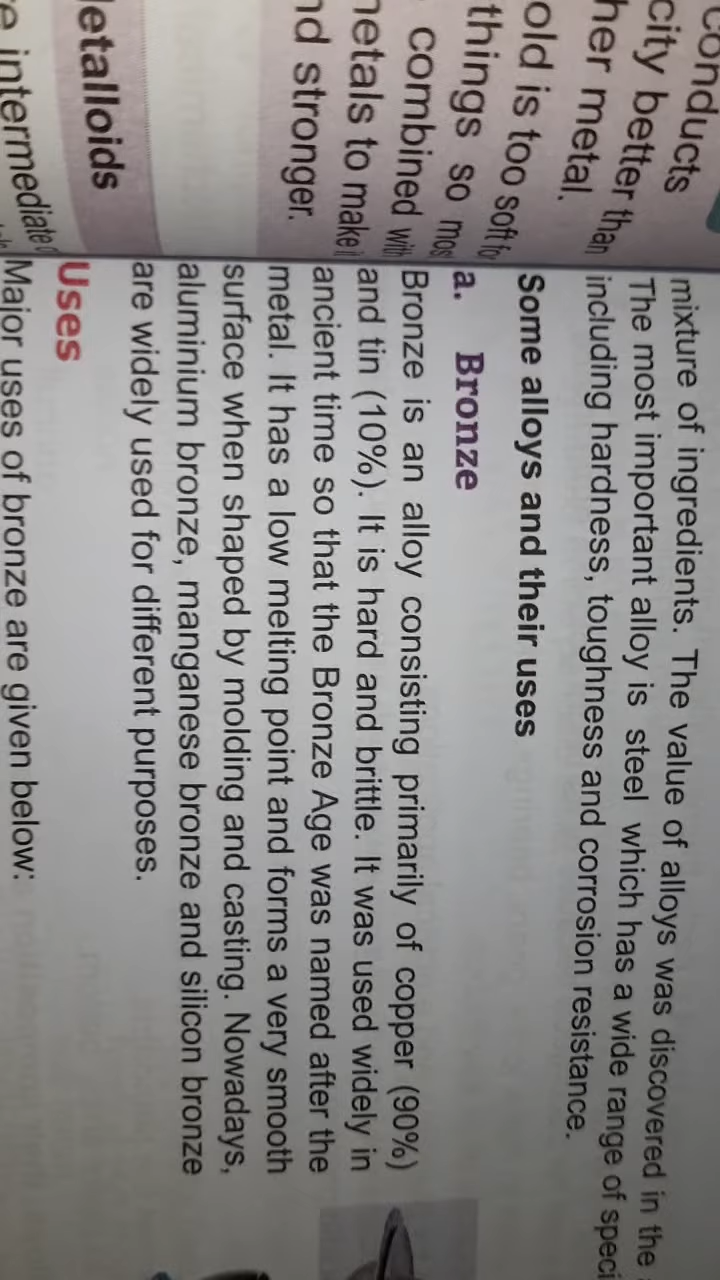 conducts
city better than
her metal.
old is too soft
things so
combined
etals to make
nd stronger.
etalloids
intermediate
mixture of ingredients. The value of alloys was discovered in the
The most important alloy is steel which has a wide range of
including hardness, toughness and corrosion resistance.
Some alloys and their uses
a. Bronze
Bronze is an alloy consisting primarily of copper (90%)
and tin (10%). It is hard and brittle. It was used widely in
ancient time so that the Bronze Age was named after the
metal. It has a low melting point and forms a very smooth
surface when shaped by molding and casting. Nowadays,
aluminium bronze, manganese bronze and silicon bronze
are widely used for different purposes.
Uses
Major uses of bronze are given below: